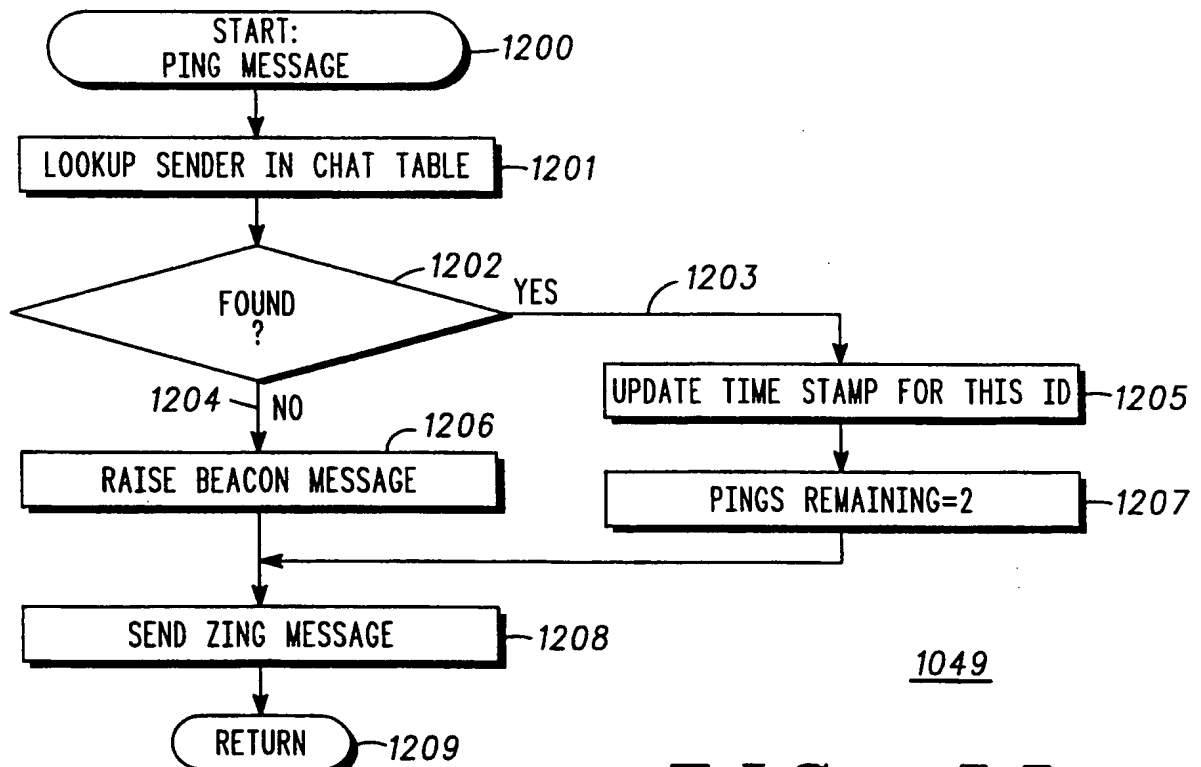 START:
PING MESSAGE
1200
LOOKUP SENDER IN CHAT TABLE
1201
FOUND
?
1202
YES
1203
1204
NO
UPDATE TIME STAMP FOR THIS ID
1205
RAISE BEACON MESSAGE
1206
PINGS REMAINING=2
1207
SEND ZING MESSAGE
1208
1049
RETURN
1209